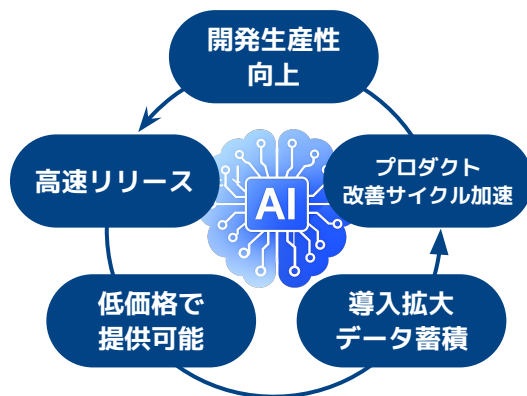 開発生産性
向上
高速リリース
AI
プロダクト
改善サイクル加速
低価格で
提供可能
導入拡大
データ蓄積